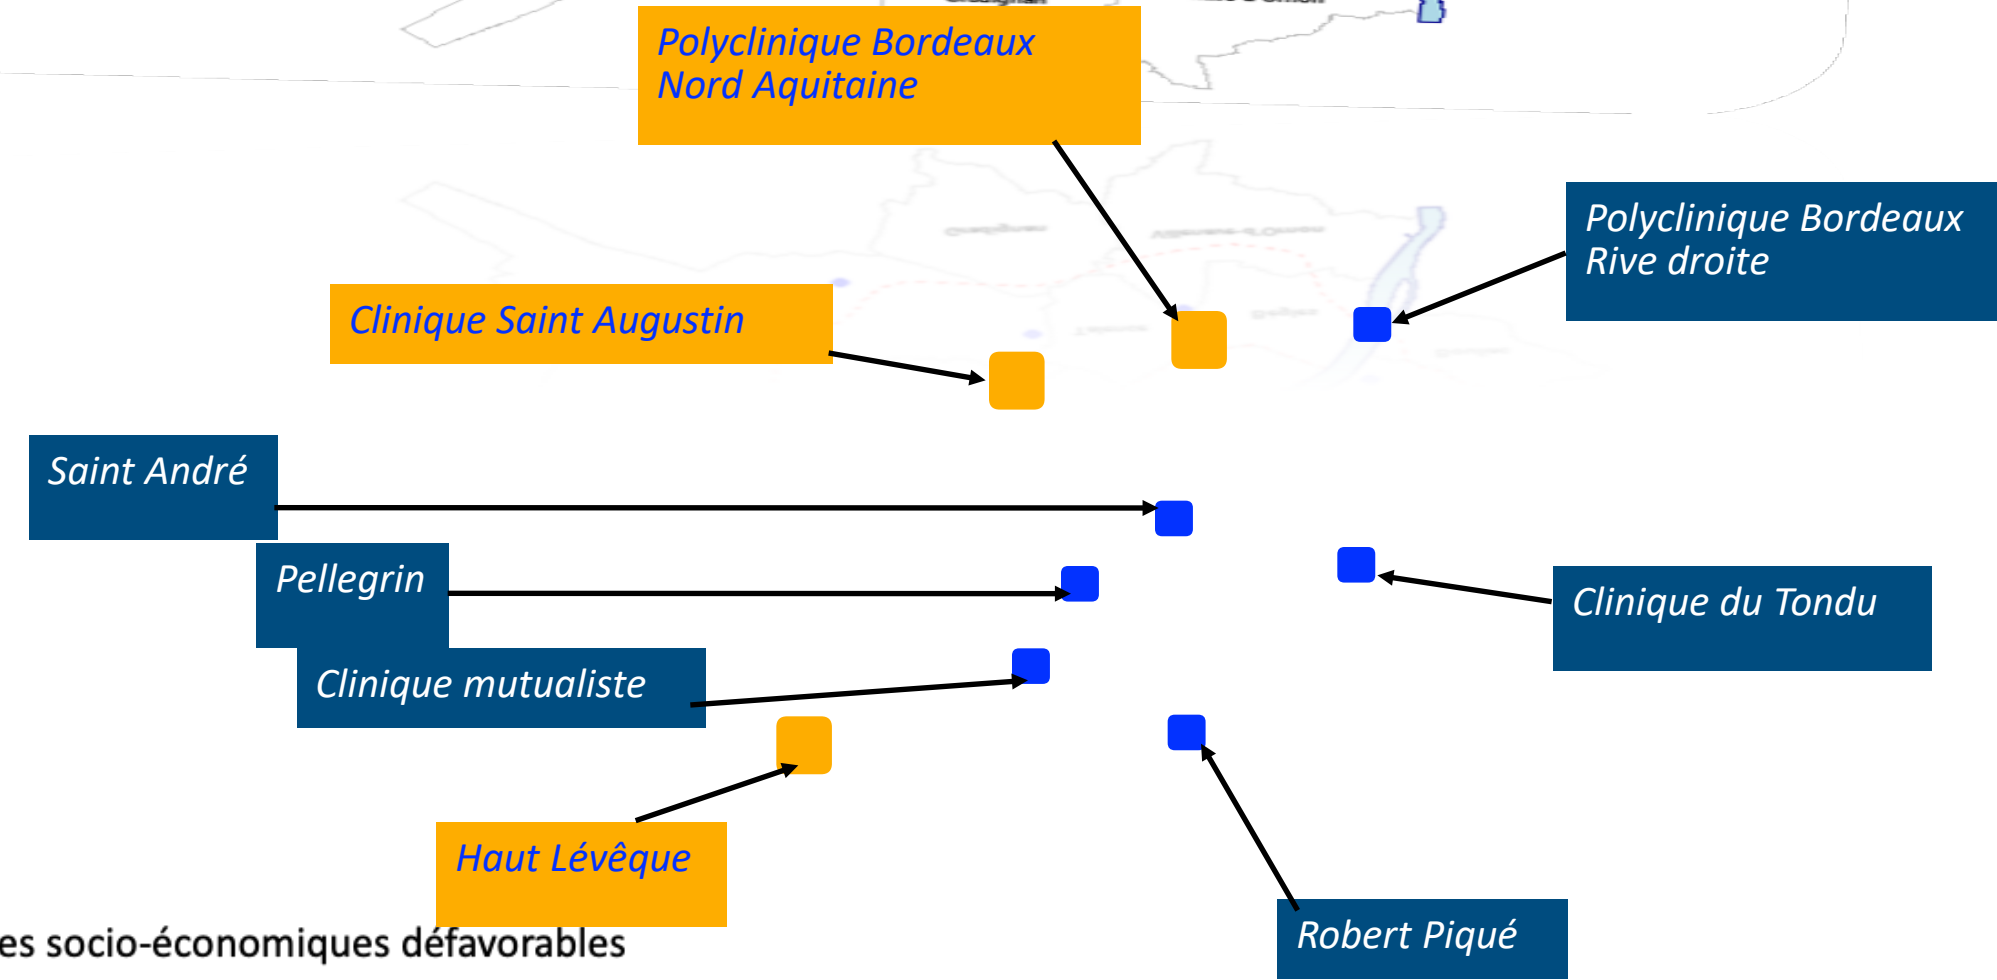 Polyclinique Bordeaux
Nord Aquitaine
Polyclinique Bordeaux
Rive droite
Clinique Saint Augustin
Saint André
Pellegrin
Clinique du Tondu
Clinique mutualiste
Haut Lévêque
Robert Piqué
es socio-économiques défavorables